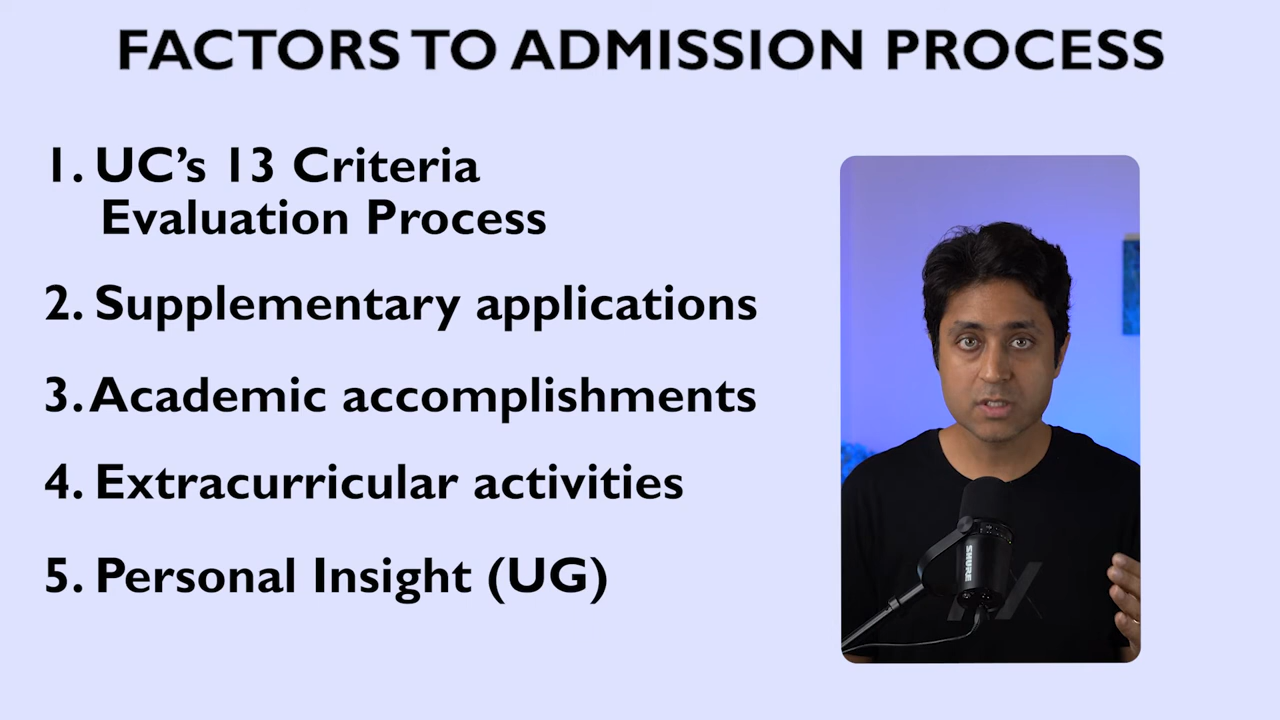 FACTORS TO ADMISSION PROCESS
1. UC's 13 Criteria
Evaluation Process
2. Supplementary applications
3. Academic accomplishments
4. Extracurricular activities
5. Personal Insight (UG)
SHURE